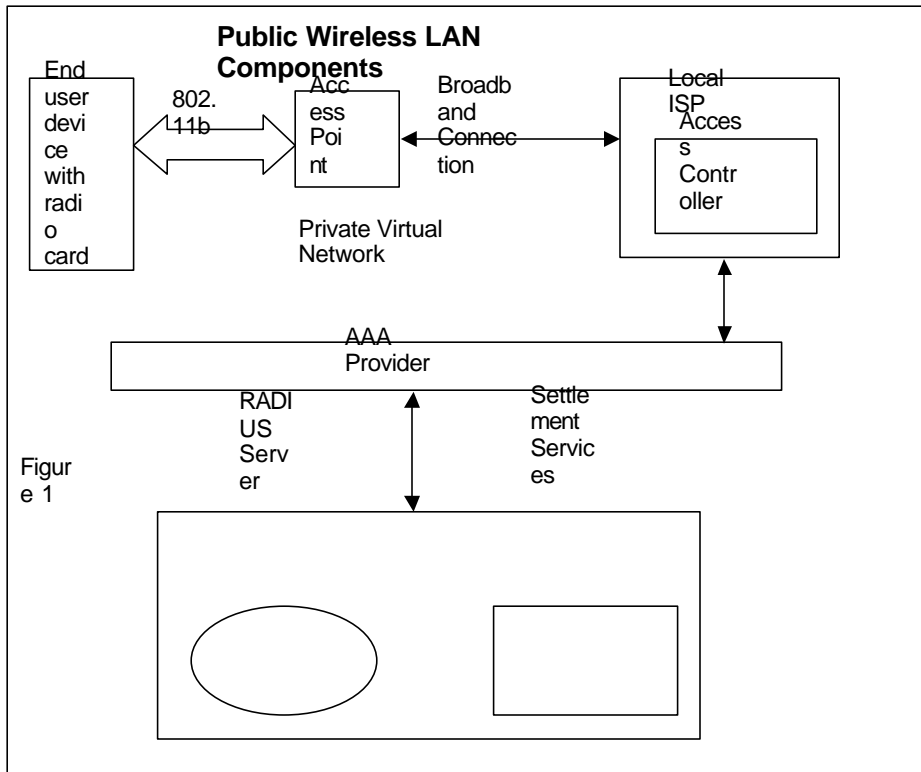 Public Wireless LAN
Components
End
user
devi
ce
with
radi
o
card
802.
11b
Acc
ess
Poi
nt
Broadb
and
Connec
tion
Local
ISP
Acces
s
Contr
oller
Private Virtual
Network
AAA
Provider
RADI
US
Serv
er
Settle
ment
Servic
es
Figur
e 1